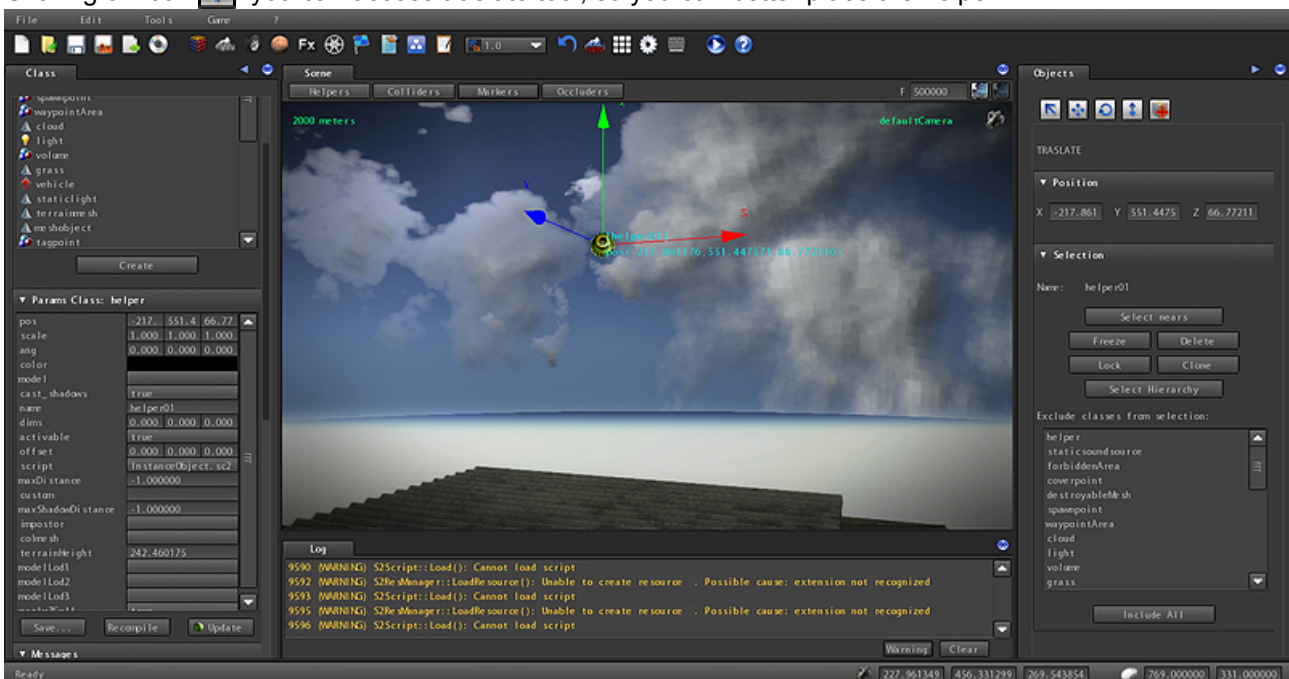 File Edit Tools Game ?
Fx 1.0
Class
spawnpoint
waypointArea
cloud
light
volume
grass
vehicle
staticlight
terrainmesh
meshobject
tagpoint
Create
Params Class: helper
pos -217. 551.4 66.77
scale 1.000 1.000 1.000
ang 0.000 0.000 0.000
color
model
cast_shadows true
name helper01
dims 0.000 0.000 0.000
activable true
offset 0.000 0.000 0.000
script InstanceObject.sc2
maxDistance -1.000000
custom
maxShadowDistance -1.000000
impostor
colmesh
terrainHeight 242.460175
modelLod1
modelLod2
modelLod3
Save... Recompile Update
Messages
Scene
Helpers Colliders Markers Occluders F 500000
2000 meters defaultCamera
Log
9590 (WARNING) S2Script::Load(): Cannot load script
9592 (WARNING) S2ResManager::LoadResource(): Unable to create resource . Possible cause: extension not recognized
9593 (WARNING) S2Script::Load(): Cannot load script
9595 (WARNING) S2ResManager::LoadResource(): Unable to create resource . Possible cause: extension not recognized
9596 (WARNING) S2Script::Load(): Cannot load script
Warning Clear
Objects
TRASLATE
Position
X -217.861 Y 551.4475 Z 66.77211
Selection
Name: helper01
Select nears
Freeze Delete
Lock Clone
Select Hierarchy
Exclude classes from selection:
helper
staticsoundsource
forbiddenArea
coverpoint
destroyableMesh
spawnpoint
waypointArea
cloud
light
volume
grass
Include All
Ready 227.961349 456.331299 269.543854 769.000000 331.000000